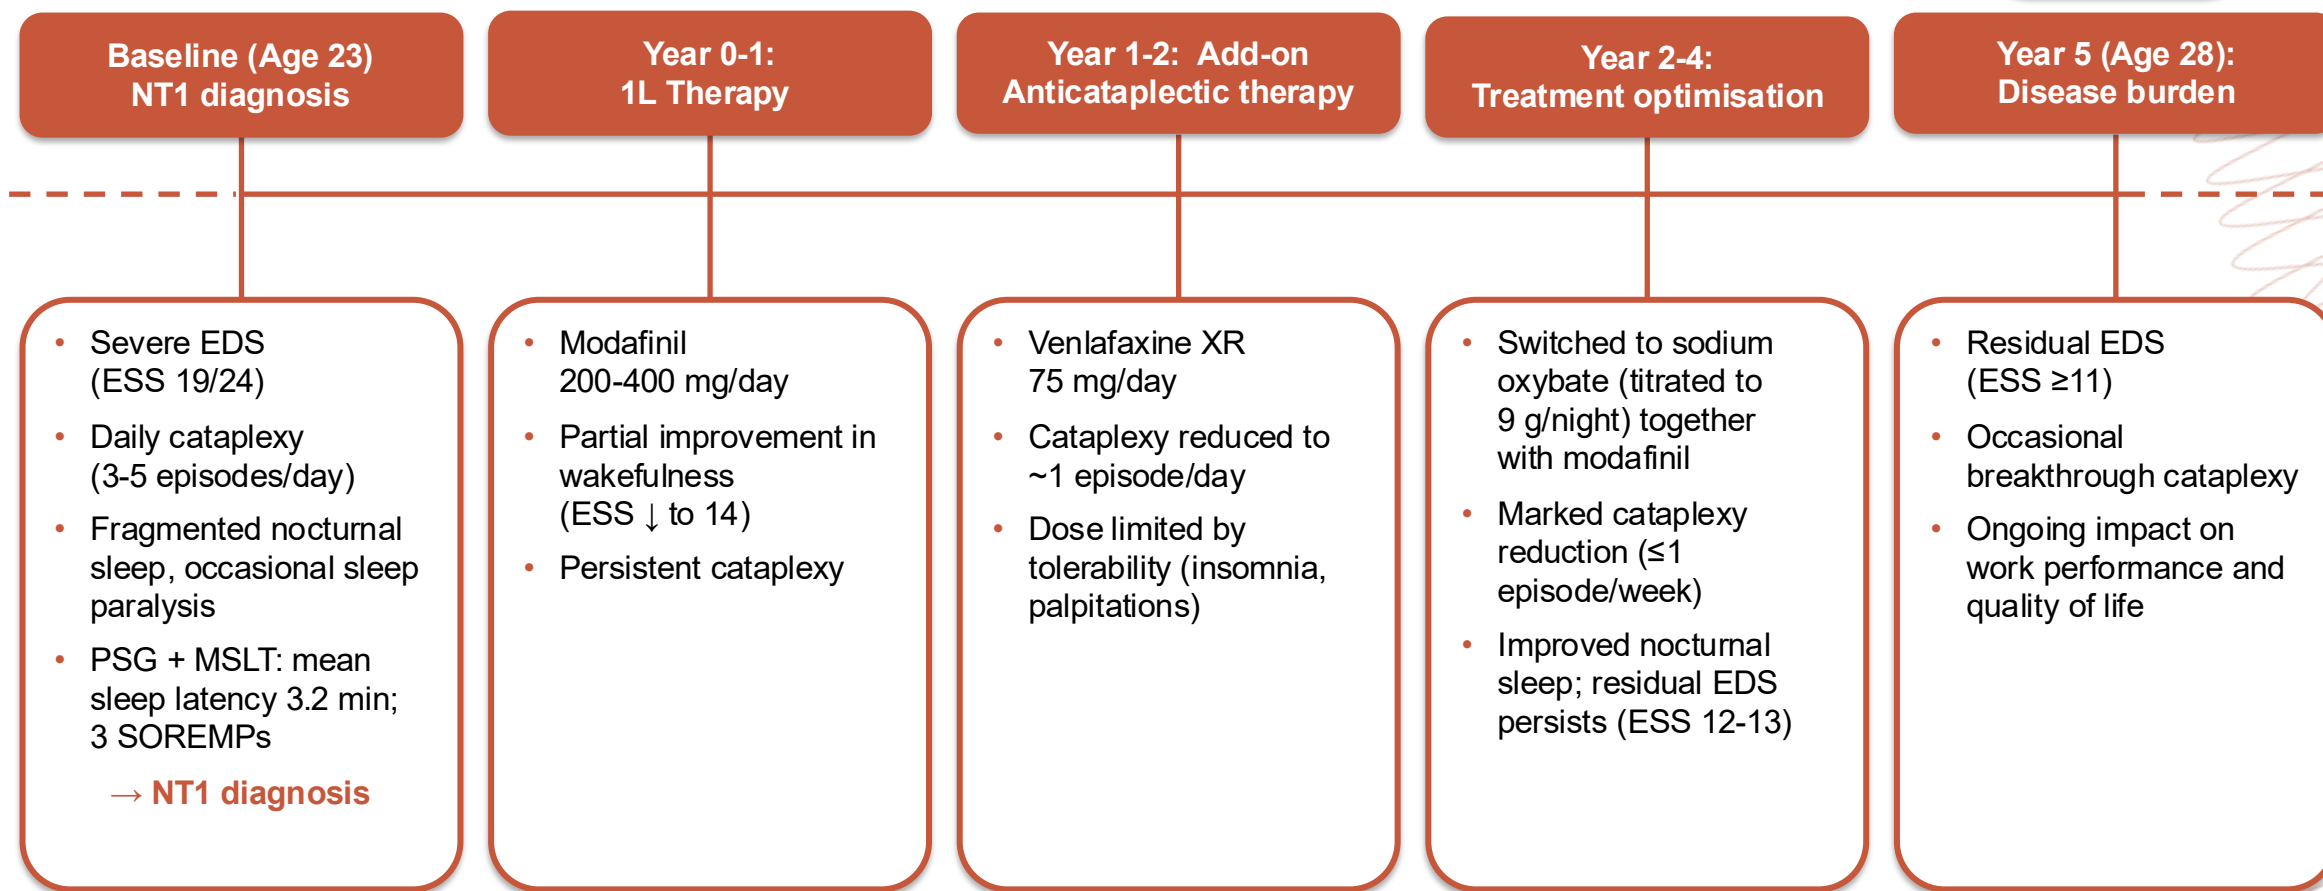 Baseline (Age 23)
NT1 diagnosis
Year 0-1:
1L Therapy
Year 1-2: Add-on
Anticataplectic therapy
Year 2-4:
Treatment optimisation
Year 5 (Age 28):
Disease burden
• Severe EDS
(ESS 19/24)
• Daily cataplexy
(3-5 episodes/day)
• Fragmented nocturnal
sleep, occasional sleep
paralysis
• PSG + MSLT: mean
sleep latency 3.2 min;
3 SOREMPs
→ NT1 diagnosis
• Modafinil
200-400 mg/day
• Partial improvement in
wakefulness
(ESS ↓ to 14)
• Persistent cataplexy
• Venlafaxine XR
75 mg/day
• Cataplexy reduced to
~1 episode/day
• Dose limited by
tolerability (insomnia,
palpitations)
• Switched to sodium
oxybate (titrated to
9 g/night) together
with modafinil
• Marked cataplexy
reduction (≤1
episode/week)
• Improved nocturnal
sleep; residual EDS
persists (ESS 12-13)
• Residual EDS
(ESS ≥11)
• Occasional
breakthrough cataplexy
• Ongoing impact on
work performance and
quality of life